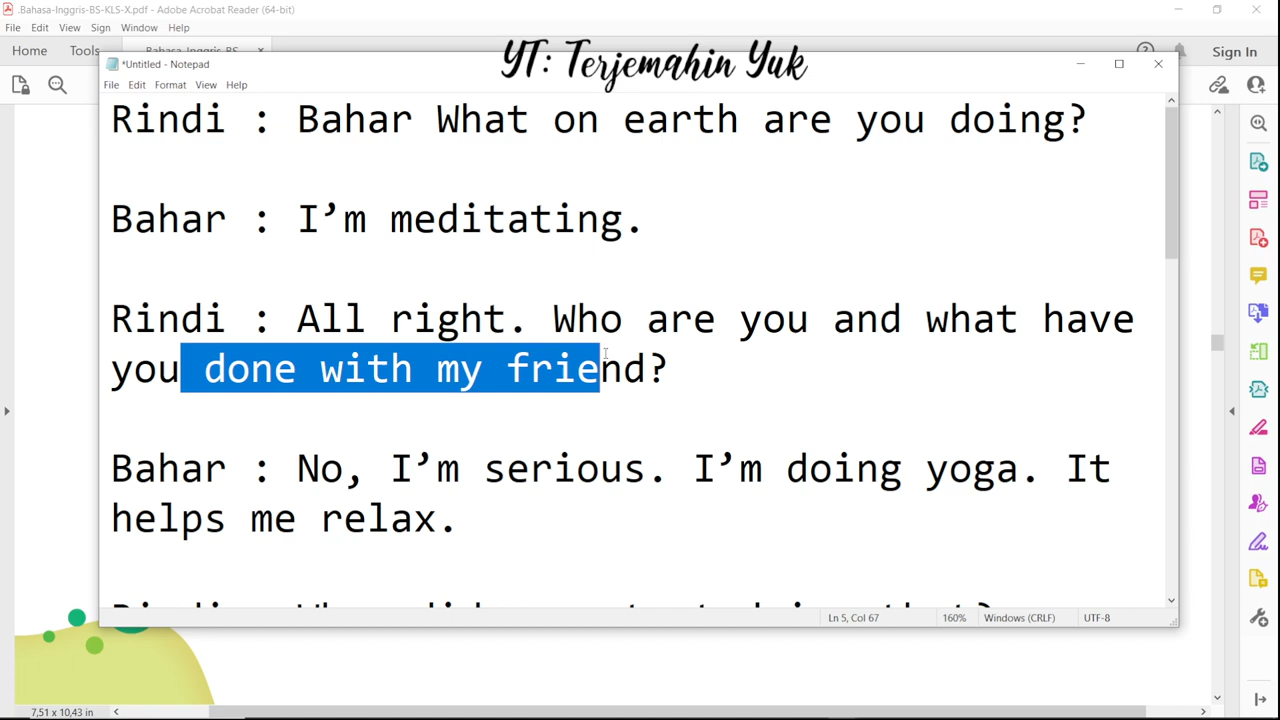 .Bahasa-Inggris-BS-KLS-X.pdf - Adobe Acrobat Reader (64-bit)
File Edit View Sign Window Help
Home Tools Bahasa-Inggris-BS Sign In
*Untitled - Notepad
YT: Terjemahin Yuk
File Edit Format View Help
Rindi : Bahar What on earth are you doing?
Bahar : I’m meditating.
Rindi : All right. Who are you and what have
you done with my friend?
Bahar : No, I’m serious. I’m doing yoga. It
helps me relax.
Ln 5, Col 67 160% Windows (CRLF) UTF-8
7,51 x 10,43 in